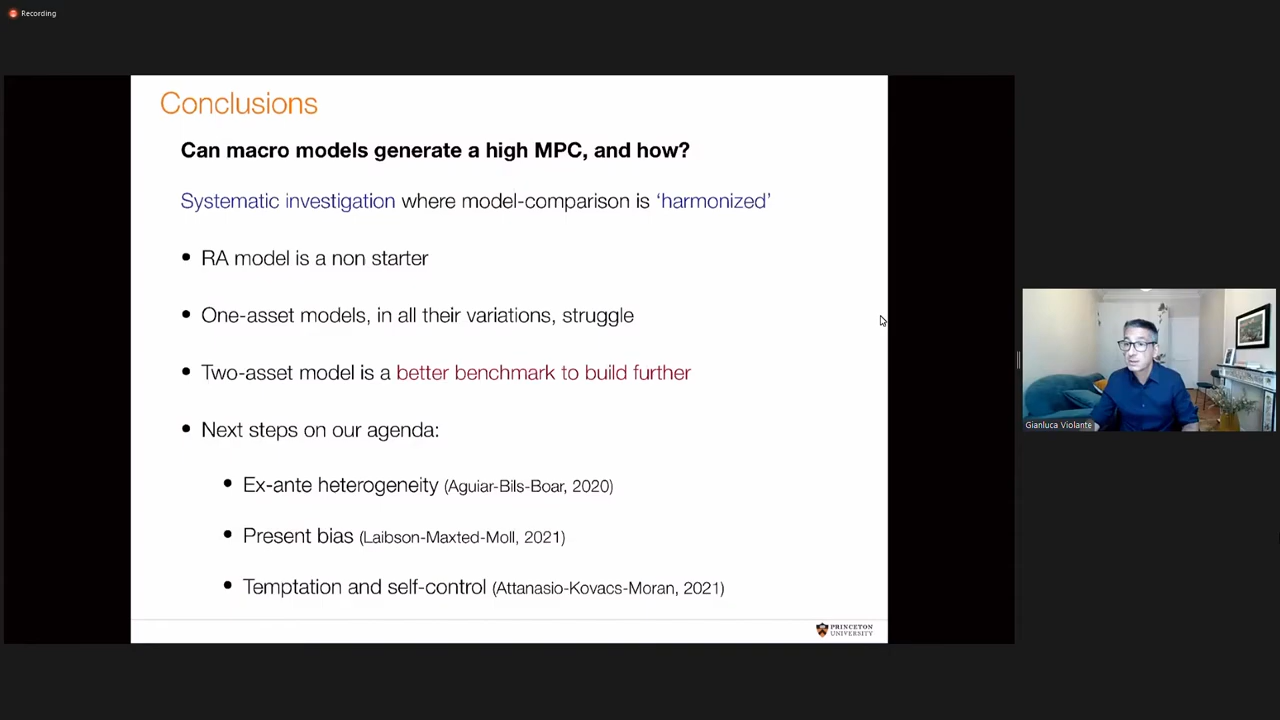 Recording
Conclusions
Can macro models generate a high MPC, and how?
Systematic investigation where model-comparison is ‘harmonized’
• RA model is a non starter
• One-asset models, in all their variations, struggle
• Two-asset model is a better benchmark to build further
• Next steps on our agenda:
• Ex-ante heterogeneity (Aguiar-Bils-Boar, 2020)
• Present bias (Laibson-Maxted-Moll, 2021)
• Temptation and self-control (Attanasio-Kovacs-Moran, 2021)
PRINCETON
UNIVERSITY
Gianluca Violante